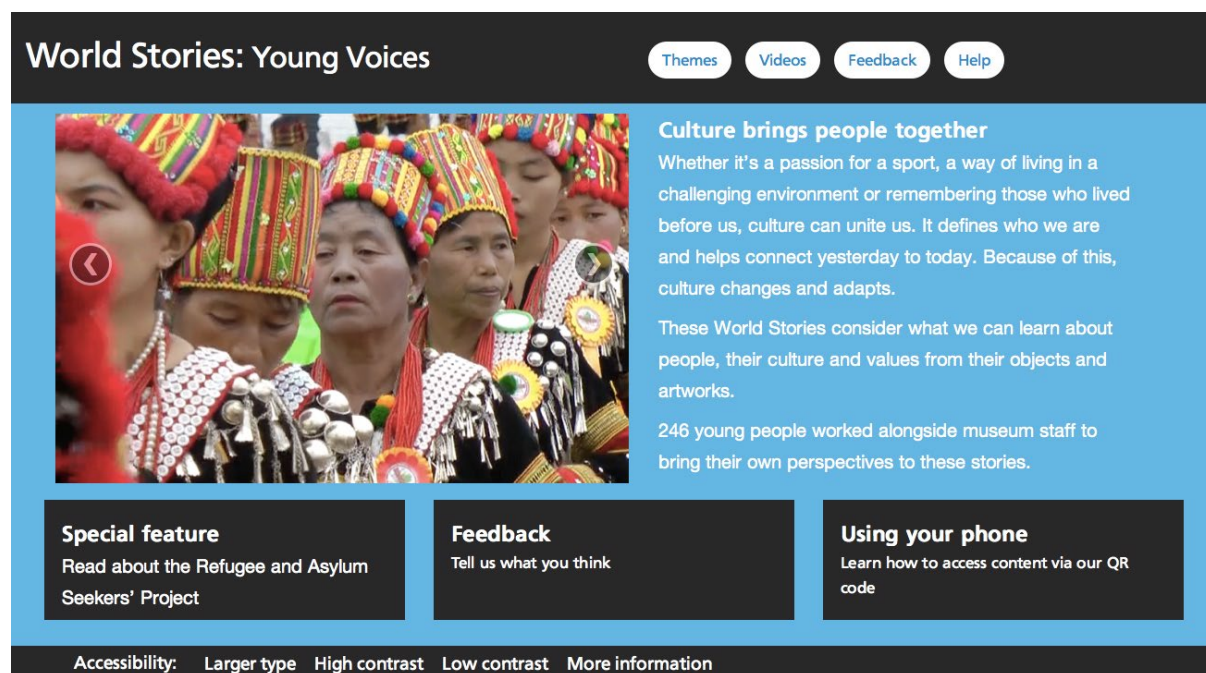 World Stories: Young Voices
Themes
Videos
Feedback
Help
Culture brings people together
Whether it's a passion for a sport, a way of living in a
challenging environment or remembering those who lived
before us, culture can unite us. It defines who we are
and helps connect yesterday to today. Because of this,
culture changes and adapts.
These World Stories consider what we can learn about
people, their culture and values from their objects and
artworks.
246 young people worked alongside museum staff to
bring their own perspectives to these stories.
Special feature
Read about the Refugee and Asylum
Seekers' Project
Feedback
Tell us what you think
Using your phone
Learn how to access content via our QR
code
Accessibility: Larger type High contrast Low contrast More information